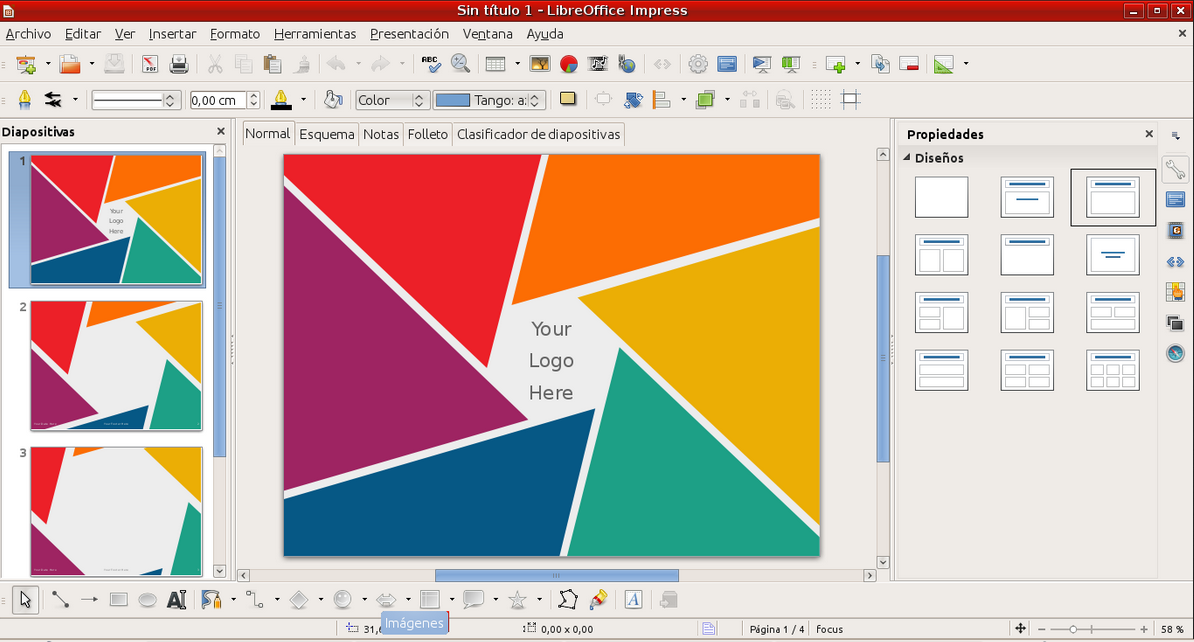 Sin título 1 - LibreOffice Impress
Archivo Editar Ver Insertar Formato Herramientas Presentación Ventana Ayuda
0,00 cm Color Tango: a:
Diapositivas
Normal Esquema Notas Folleto Clasificador de diapositivas
Propiedades
Diseños
1
Your
Logo
Here
2
3
Your
Logo
Here
Imágenes
31,6
0,00 x 0,00
Página 1 / 4
Focus
58 %